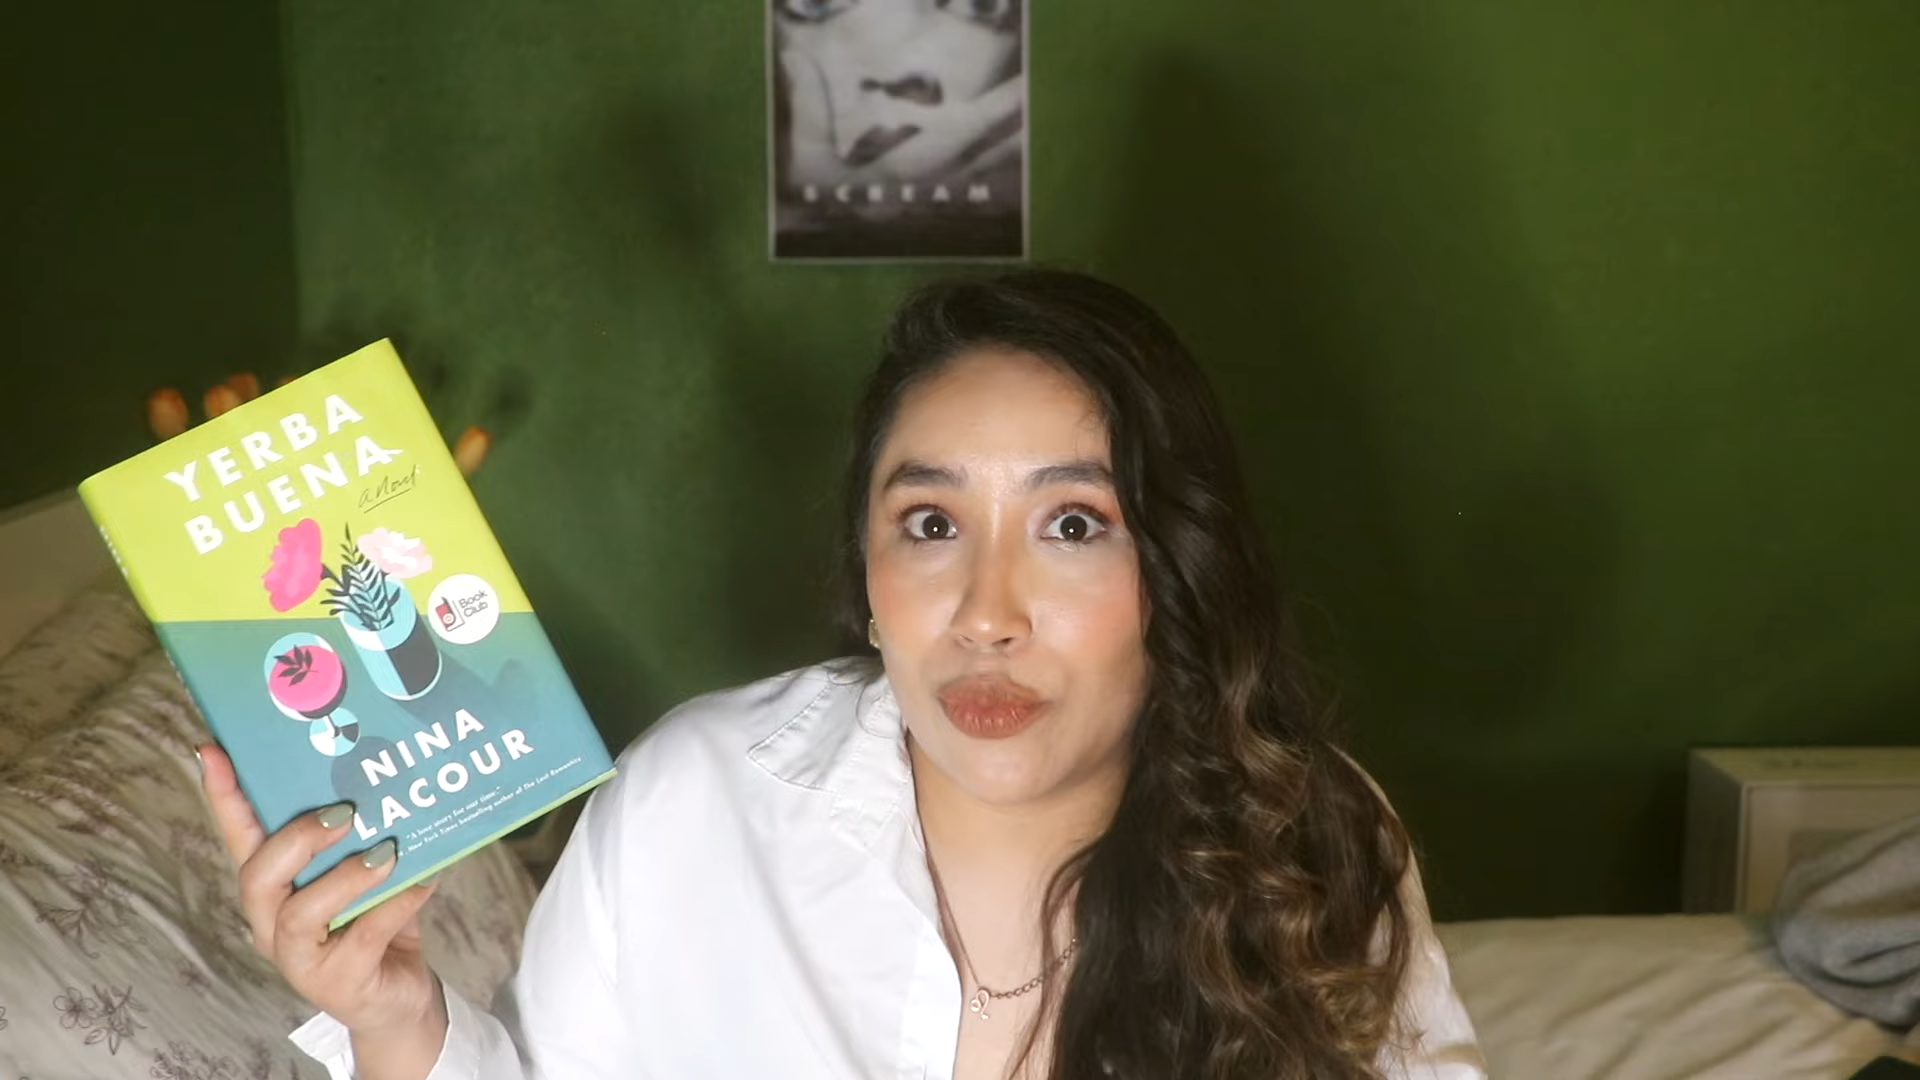 SCREAM
YERBA
BUENA
a novel
Book
Club
NINA
LACOUR
"A love story for our time."
New York Times bestselling author of The Last Romantics